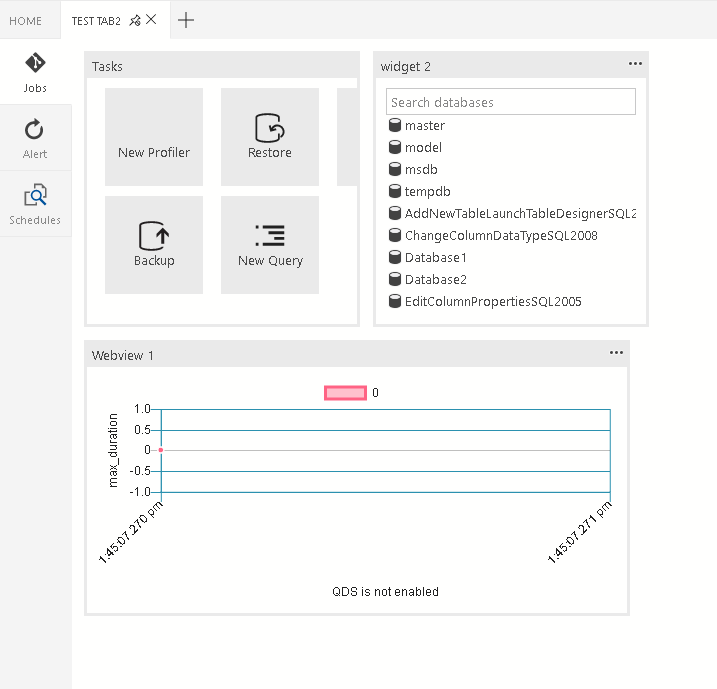 HOME
TEST TAB2
Jobs
Alert
Schedules
Tasks
New Profiler
Restore
Backup
New Query
widget 2
Search databases
master
model
msdb
tempdb
AddNewTableLaunchTableDesignerSQL2
ChangeColumnDataTypeSQL2008
Database1
Database2
EditColumnPropertiesSQL2005
Webview 1
0
max_duration
1.0
0.5
0
-0.5
-1.0
1:45:07.270 pm
1:45:07.271 pm
QDS is not enabled